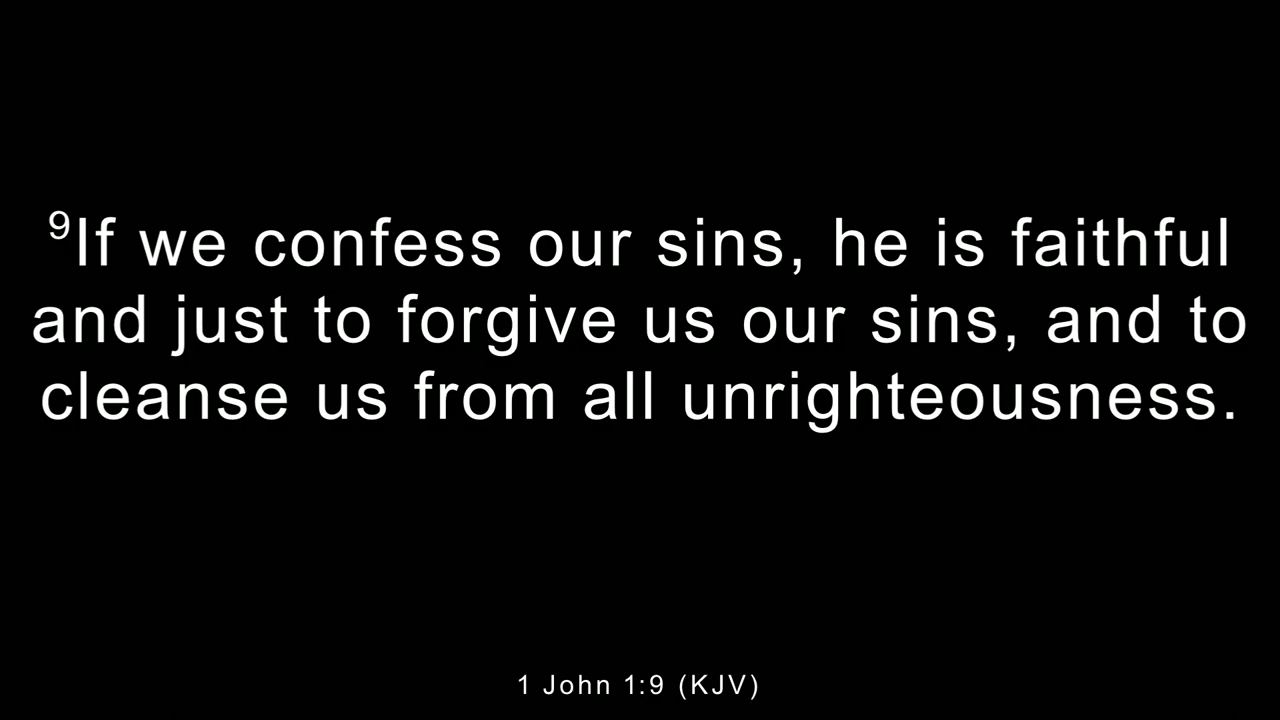 ⁹If we confess our sins, he is faithful
and just to forgive us our sins, and to
cleanse us from all unrighteousness.
1 John 1:9 (KJV)